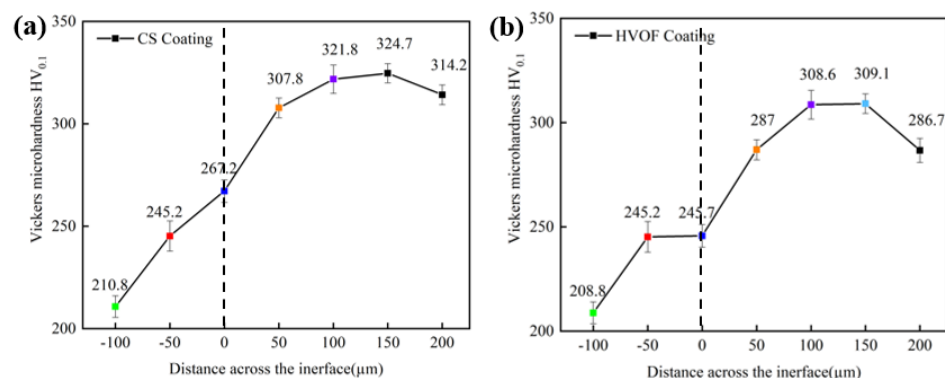 (a)
CS Coating
Vickers microhardness HV0.1
350
300
250
200
210.8
245.2
267.2
307.8
321.8
324.7
314.2
-100 -50 0 50 100 150 200
Distance across the inerface(μm)
(b)
HVOF Coating
Vickers microhardness HV0.1
350
300
250
200
208.8
245.2
245.7
287
308.6
309.1
286.7
-100 -50 0 50 100 150 200
Distance across the inerface(μm)